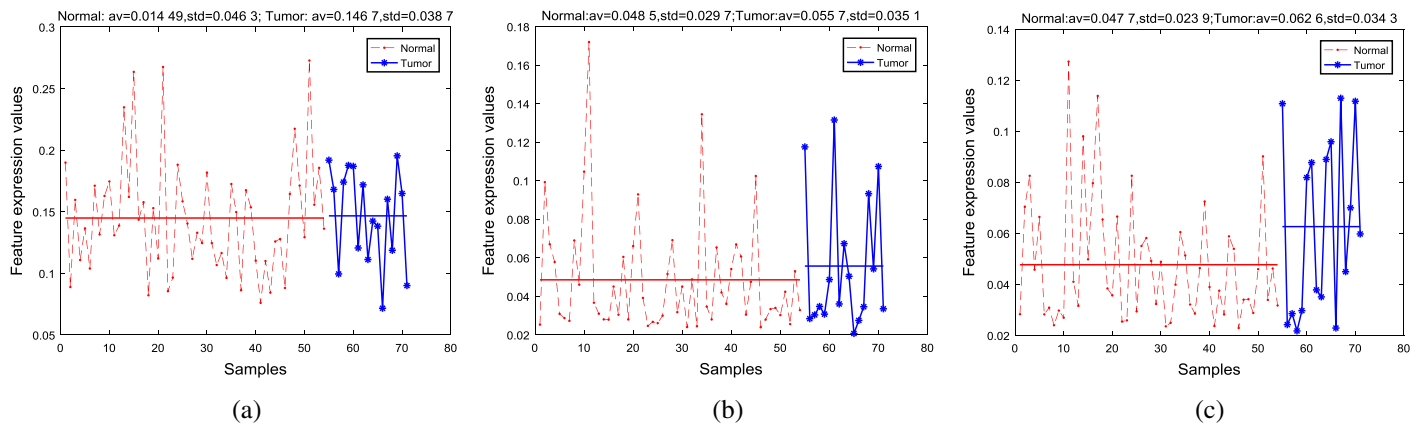 Normal: av=0.014 49,std=0.046 3; Tumor: av=0.146 7,std=0.038 7
0.3
0.25
0.2
0.15
0.1
0.05
Feature expression values
Normal
Tumor
0 10 20 30 40 50 60 70 80
Samples
(a)
Normal:av=0.048 5,std=0.029 7;Tumor:av=0.055 7,std=0.035 1
0.18
0.16
0.14
0.12
0.1
0.08
0.06
0.04
0.02
Feature expression values
Normal
Tumor
0 10 20 30 40 50 60 70 80
Samples
(b)
Normal:av=0.047 7,std=0.023 9;Tumor:av=0.062 6,std=0.034 3
0.14
0.12
0.1
0.08
0.06
0.04
0.02
Feature expression values
Normal
Tumor
0 10 20 30 40 50 60 70 80
Samples
(c)